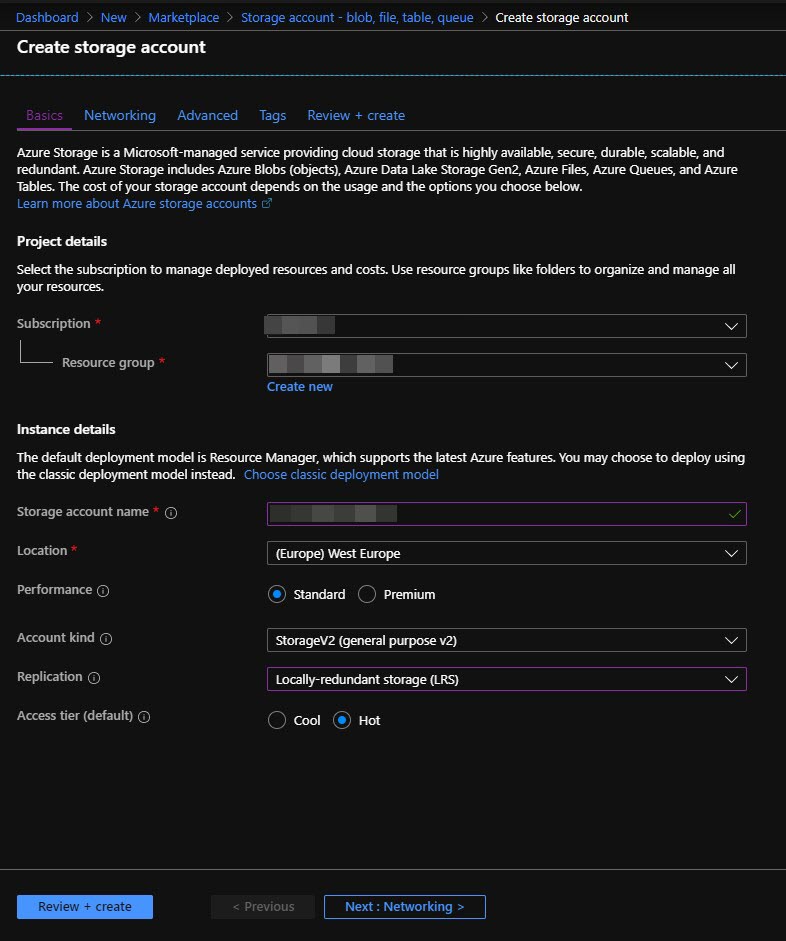 Dashboard > New > Marketplace > Storage account - blob, file, table, queue > Create storage account
Create storage account
Basics Networking Advanced Tags Review + create
Azure Storage is a Microsoft-managed service providing cloud storage that is highly available, secure, durable, scalable, and
redundant. Azure Storage includes Azure Blobs (objects), Azure Data Lake Storage Gen2, Azure Files, Azure Queues, and Azure
Tables. The cost of your storage account depends on the usage and the options you choose below.
Learn more about Azure storage accounts
Project details
Select the subscription to manage deployed resources and costs. Use resource groups like folders to organize and manage all
your resources.
Subscription *
Resource group *
Create new
Instance details
The default deployment model is Resource Manager, which supports the latest Azure features. You may choose to deploy using
the classic deployment model instead. Choose classic deployment model
Storage account name *
Location * (Europe) West Europe
Performance Standard Premium
Account kind StorageV2 (general purpose v2)
Replication Locally-redundant storage (LRS)
Access tier (default) Cool Hot
Review + create < Previous Next : Networking >